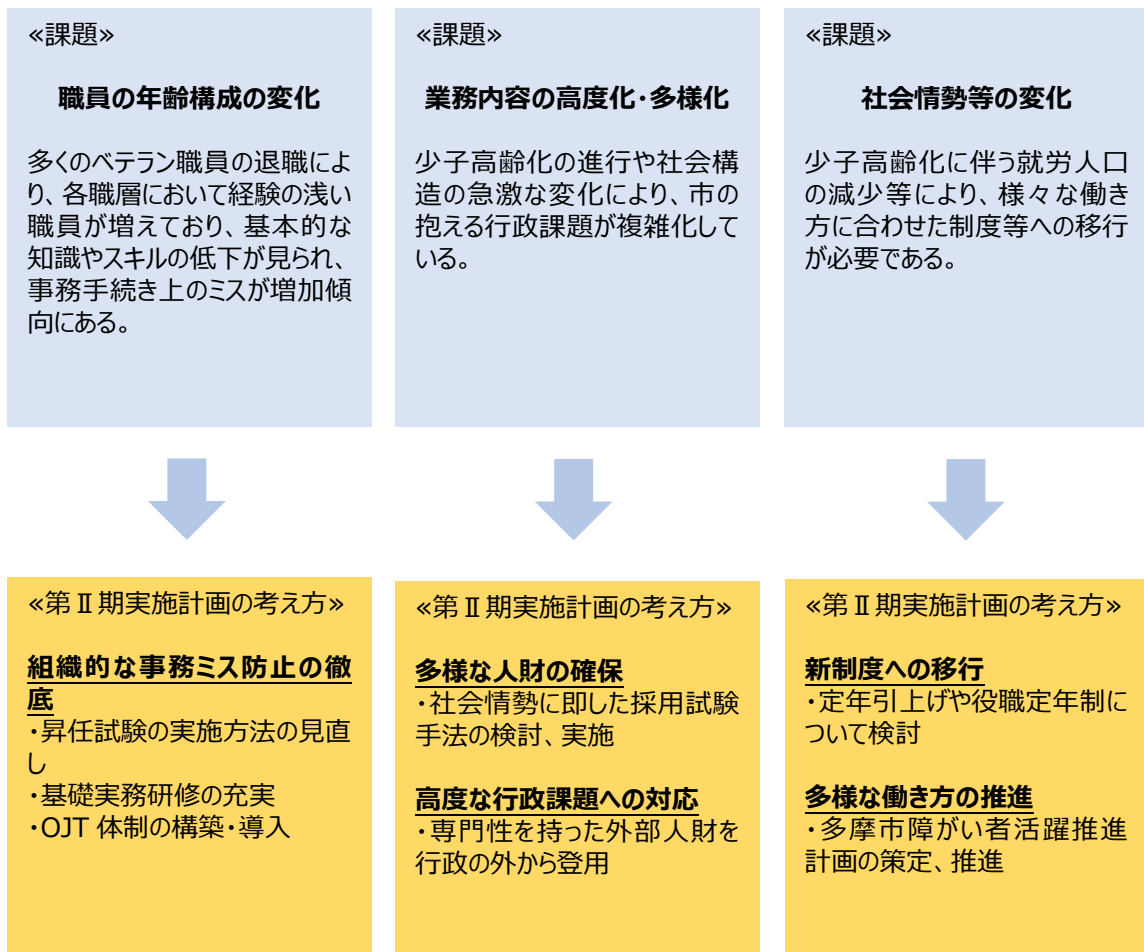 «課題»
職員の年齢構成の変化
多くのベテラン職員の退職によ
り、各職層において経験の浅い
職員が増えており、基本的な
知識やスキルの低下が見られ、
事務手続き上のミスが増加傾
向にある。
«課題»
業務内容の高度化・多様化
少子高齢化の進行や社会構
造の急激な変化により、市の
抱える行政課題が複雑化して
いる。
«課題»
社会情勢等の変化
少子高齢化に伴う就労人口
の減少等により、様々な働き
方に合わせた制度等への移行
が必要である。
«第Ⅱ期実施計画の考え方»
組織的な事務ミス防止の徹
底
・昇任試験の実施方法の見直
し
・基礎実務研修の充実
・OJT 体制の構築・導入
«第Ⅱ期実施計画の考え方»
多様な人財の確保
・社会情勢に即した採用試験
手法の検討、実施
高度な行政課題への対応
・専門性を持った外部人財を
行政の外から登用
«第Ⅱ期実施計画の考え方»
新制度への移行
・定年引上げや役職定年制に
ついて検討
多様な働き方の推進
・多摩市障がい者活躍推進
計画の策定、推進